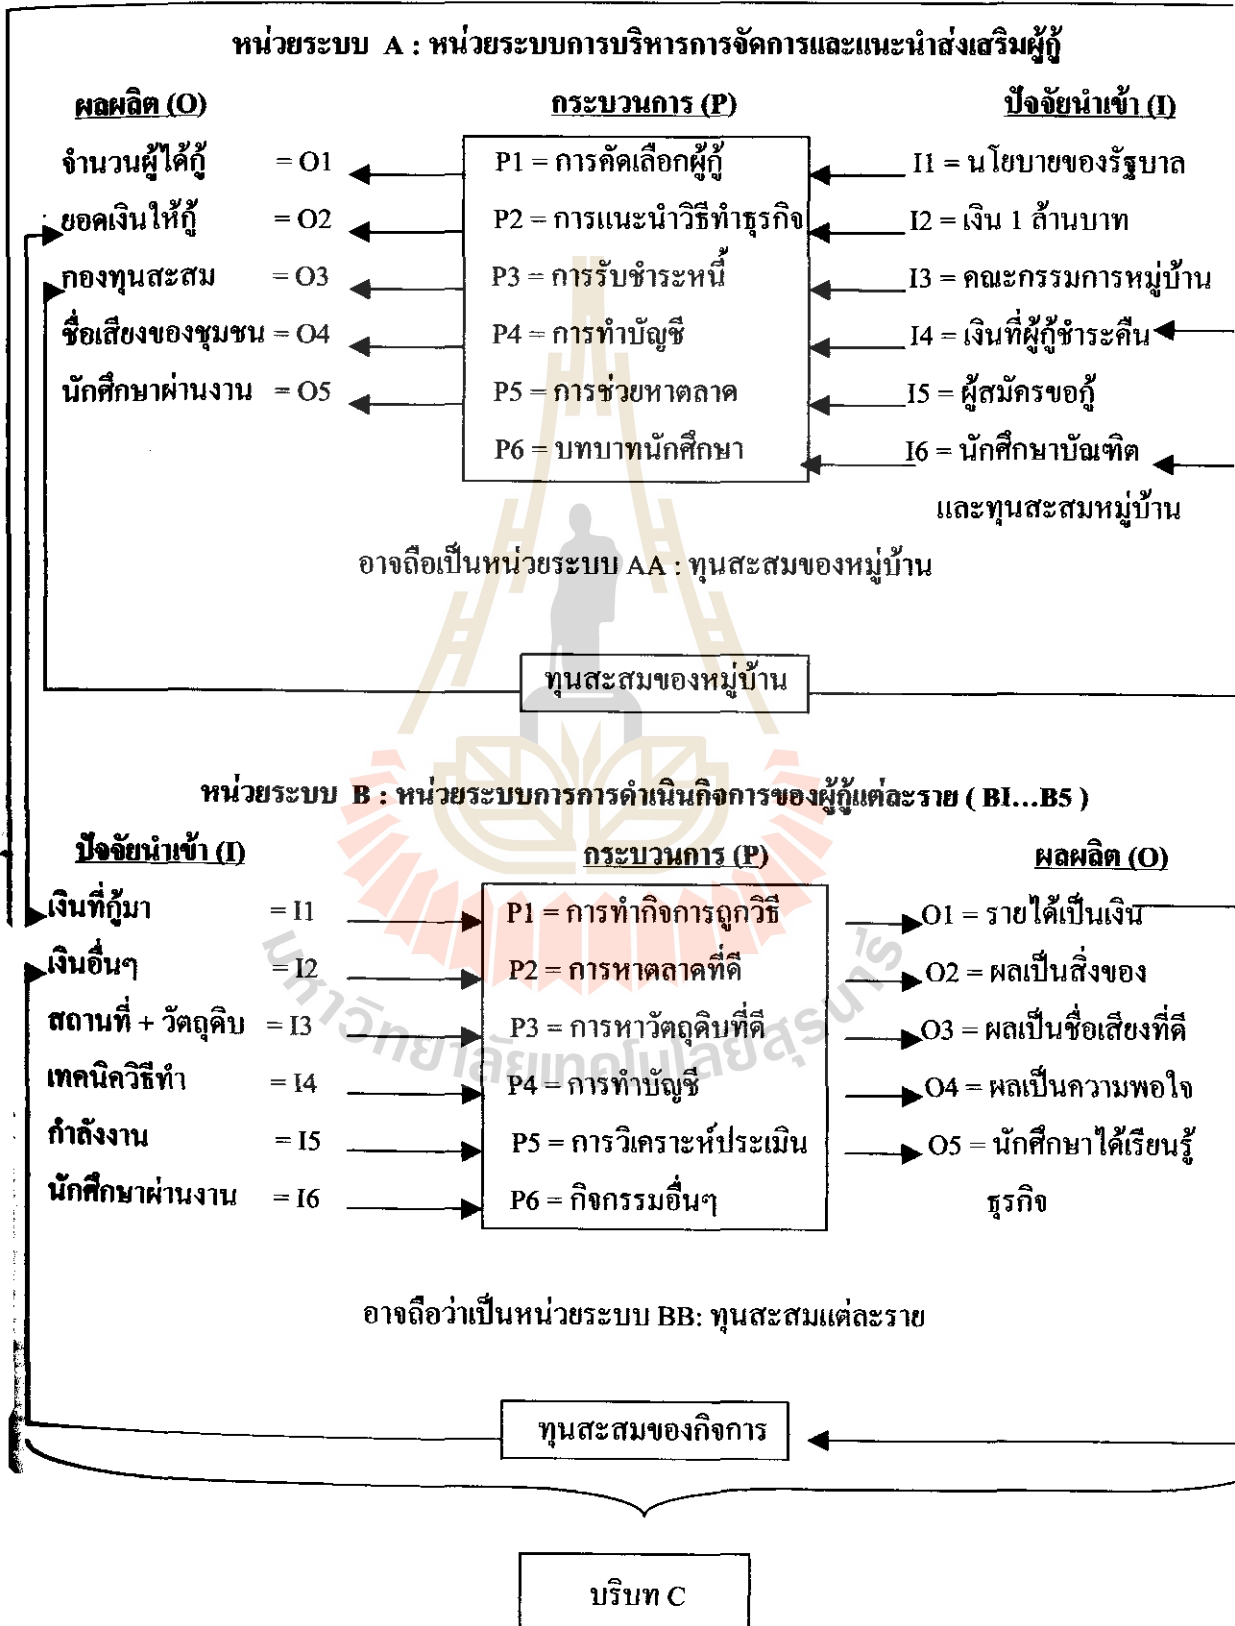 หน่วยระบบ A : หน่วยระบบการบริหารการจัดการและแนะนำส่งเสริมผู้กู้
ผลผลิต (O) กระบวนการ (P) ปัจจัยนำเข้า (I)
จำนวนผู้ได้กู้ = O1 P1 = การคัดเลือกผู้กู้ I1 = นโยบายของรัฐบาล
ยอดเงินให้กู้ = O2 P2 = การแนะนำวิธีทำธุรกิจ I2 = เงิน 1 ล้านบาท
กองทุนสะสม = O3 P3 = การรับชำระหนี้ I3 = คณะกรรมการหมู่บ้าน
ชื่อเสียงของชุมชน = O4 P4 = การทำบัญชี I4 = เงินที่ผู้กู้ชำระคืน
นักศึกษาผ่านงาน = O5 P5 = การช่วยหาตลาด I5 = ผู้สมัครขอกู้
P6 = บทบาทนักศึกษา I6 = นักศึกษาบัณฑิต
และทุนสะสมหมู่บ้าน
อาจถือเป็นหน่วยระบบ AA : ทุนสะสมของหมู่บ้าน
ทุนสะสมของหมู่บ้าน
หน่วยระบบ B : หน่วยระบบการการดำเนินกิจการของผู้กู้แต่ละราย ( BI...B5 )
ปัจจัยนำเข้า (I) กระบวนการ (P) ผลผลิต (O)
เงินที่กู้มา = I1 P1 = การทำกิจการถูกวิธี O1 = รายได้เป็นเงิน
เงินอื่นๆ = I2 P2 = การหาตลาดที่ดี O2 = ผลเป็นสิ่งของ
สถานที่ + วัตถุดิบ = I3 P3 = การหาวัตถุดิบที่ดี O3 = ผลเป็นชื่อเสียงที่ดี
เทคนิควิธีทำ = I4 P4 = การทำบัญชี O4 = ผลเป็นความพอใจ
กำลังงาน = I5 P5 = การวิเคราะห์ประเมิน O5 = นักศึกษาได้เรียนรู้
นักศึกษาผ่านงาน = I6 P6 = กิจกรรมอื่นๆ ธุรกิจ
มหาวิทยาลัยเทคโนโลยีสุรนารี
อาจถือว่าเป็นหน่วยระบบ BB: ทุนสะสมแต่ละราย
ทุนสะสมของกิจการ
บริบท C